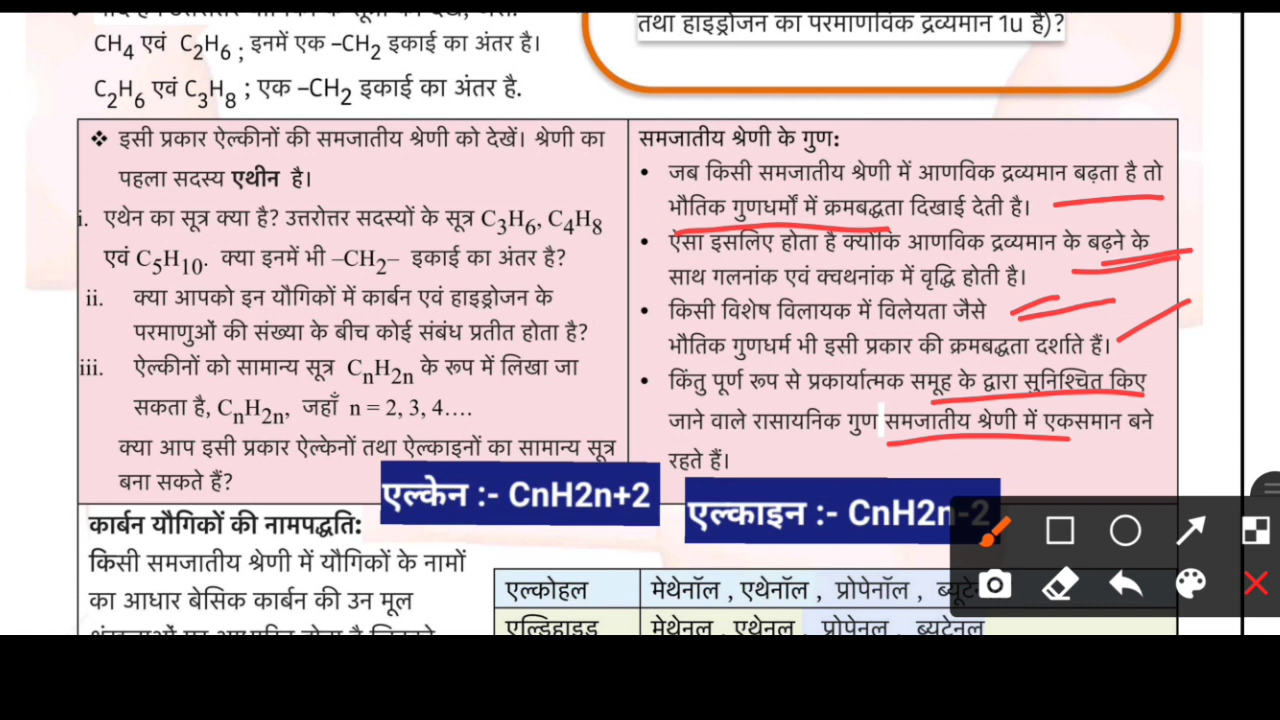 तथा हाइड्रोजन का परमाणविक द्रव्यमान 1u है)?
CH4 एवं C2H6 ; इनमें एक –CH2 इकाई का अंतर है।
C2H6 एवं C3H8 ; एक –CH2 इकाई का अंतर है.
❖ इसी प्रकार ऐल्कीनों की समजातीय श्रेणी को देखें। श्रेणी का
पहला सदस्य एथीन है।
i. एथेन का सूत्र क्या है? उत्तरोत्तर सदस्यों के सूत्र C3H6, C4H8
एवं C5H10. क्या इनमें भी –CH2– इकाई का अंतर है?
ii. क्या आपको इन यौगिकों में कार्बन एवं हाइड्रोजन के
परमाणुओं की संख्या के बीच कोई संबंध प्रतीत होता है?
iii. ऐल्कीनों को सामान्य सूत्र CnH2n के रूप में लिखा जा
सकता है, CnH2n, जहाँ n = 2, 3, 4….
क्या आप इसी प्रकार ऐल्केनों तथा ऐल्काइनों का सामान्य सूत्र
बना सकते हैं?
समजातीय श्रेणी के गुण:
• जब किसी समजातीय श्रेणी में आणविक द्रव्यमान बढ़ता है तो
भौतिक गुणधर्मों में क्रमबद्धता दिखाई देती है।
• ऐसा इसलिए होता है क्योंकि आणविक द्रव्यमान के बढ़ने के
साथ गलनांक एवं क्वथनांक में वृद्धि होती है।
• किसी विशेष विलायक में विलेयता जैसे
भौतिक गुणधर्म भी इसी प्रकार की क्रमबद्धता दर्शाते हैं।
• किंतु पूर्ण रूप से प्रकार्यात्मक समूह के द्वारा सुनिश्चित किए
जाने वाले रासायनिक गुण समजातीय श्रेणी में एकसमान बने
रहते हैं।
एल्केन :- CnH2n+2
एल्काइन :- CnH2n-2
कार्बन यौगिकों की नामपद्धति:
किसी समजातीय श्रेणी में यौगिकों के नामों
का आधार बेसिक कार्बन की उन मूल
एल्कोहल मेथेनॉल , एथेनॉल , प्रोपेनॉल ,
एल्डिहाइड मेथेनल , एथेनल , प्रोपेनल , ब्यूटेनल